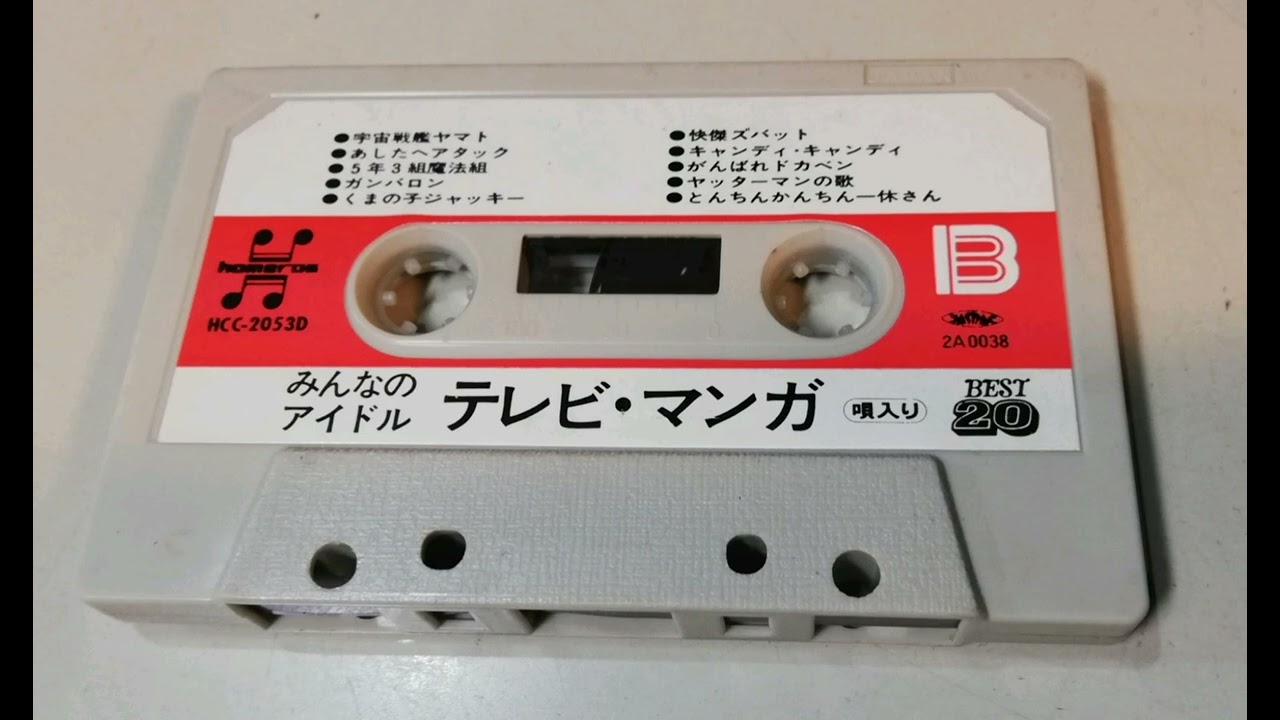 ●宇宙戦艦ヤマト
●あしたへアタック
●5年3組魔法組
●ガンバロン
●くまの子ジャッキー
●快傑ズバット
●キャンディ・キャンディ
●がんばれドカベン
●ヤッターマンの歌
●とんちんかんちん一休さん
HCC-2053D
B
2A0038
みんなの
アイドル
テレビ・マンガ
唄入り
BEST
20